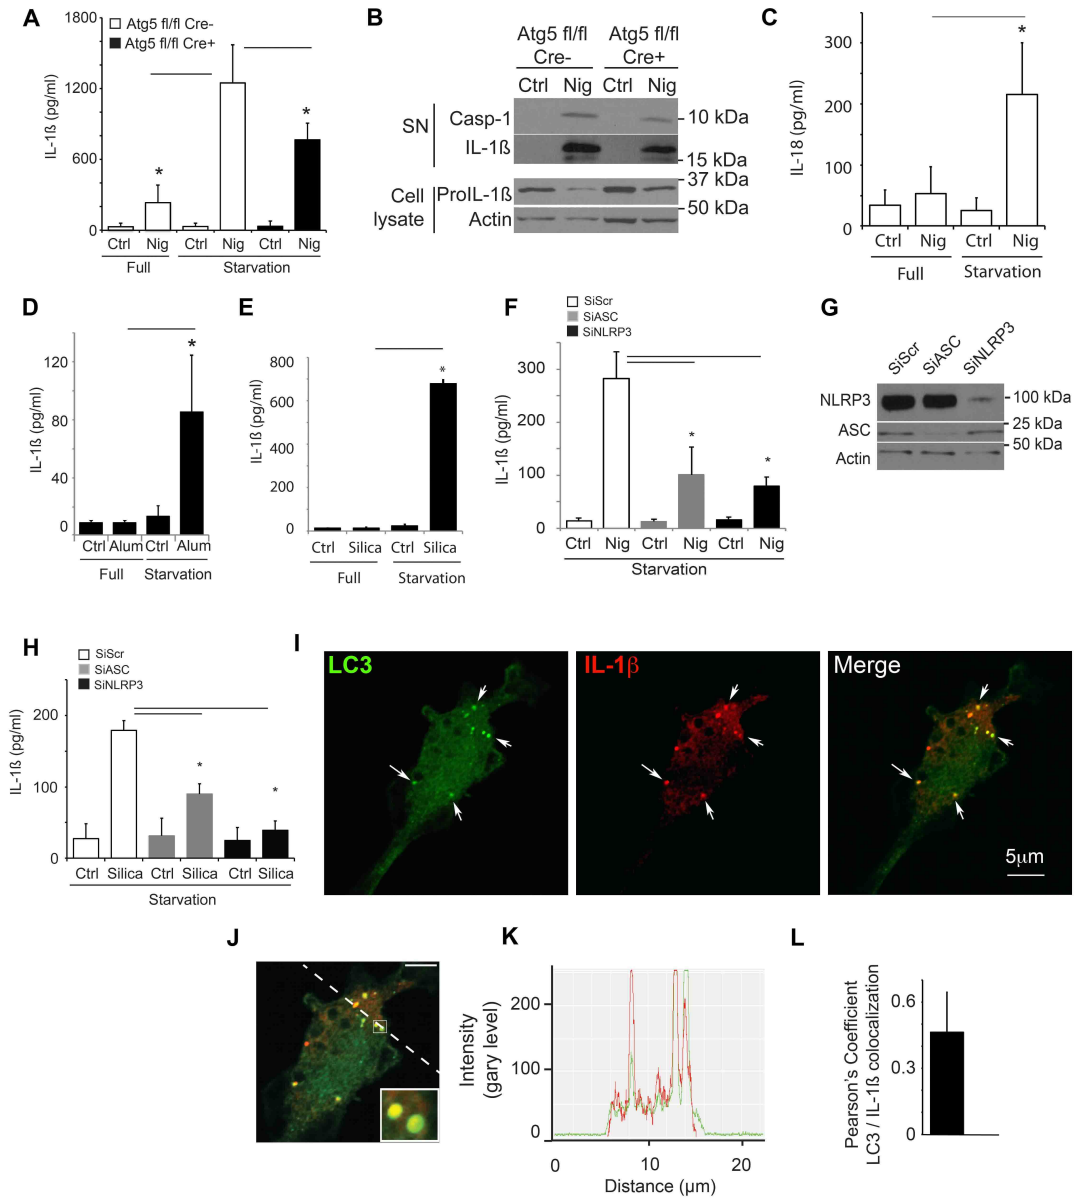 A
1800
1200
600
0
IL-1ß (pg/ml)
Atg5 fl/fl Cre-
Atg5 fl/fl Cre+
*
*
Ctrl Nig Ctrl Nig Ctrl Nig
Full Starvation
B
Atg5 fl/fl Atg5 fl/fl
Cre- Cre+
Ctrl Nig Ctrl Nig
SN
Casp-1
10 kDa
IL-1ß
15 kDa
Cell
lysate
37 kDa
ProIL-1ß
50 kDa
Actin
C
300
200
100
0
IL-18 (pg/ml)
*
Ctrl Nig Ctrl Nig
Full Starvation
D
120
80
40
0
IL-1ß (pg/ml)
*
Ctrl Alum Ctrl Alum
Full Starvation
E
800
600
400
200
0
IL-1ß (pg/ml)
*
Ctrl Silica Ctrl Silica
Full Starvation
F
SiScr
SiASC
SiNLRP3
300
200
100
0
IL-1ß (pg/ml)
*
*
Ctrl Nig Ctrl Nig Ctrl Nig
Starvation
G
SiScr SiASC SiNLRP3
NLRP3
100 kDa
25 kDa
ASC
50 kDa
Actin
H
SiScr
SiASC
SiNLRP3
200
100
0
IL-1ß (pg/ml)
*
*
Ctrl Silica Ctrl Silica Ctrl Silica
Starvation
I
LC3
IL-1β
Merge
5μm
J
K
200
100
0
Intensity
(gary level)
0 10 20
Distance (μm)
L
0.6
0.3
0
Pearson's Coefficient
LC3 / IL-1ß colocalization